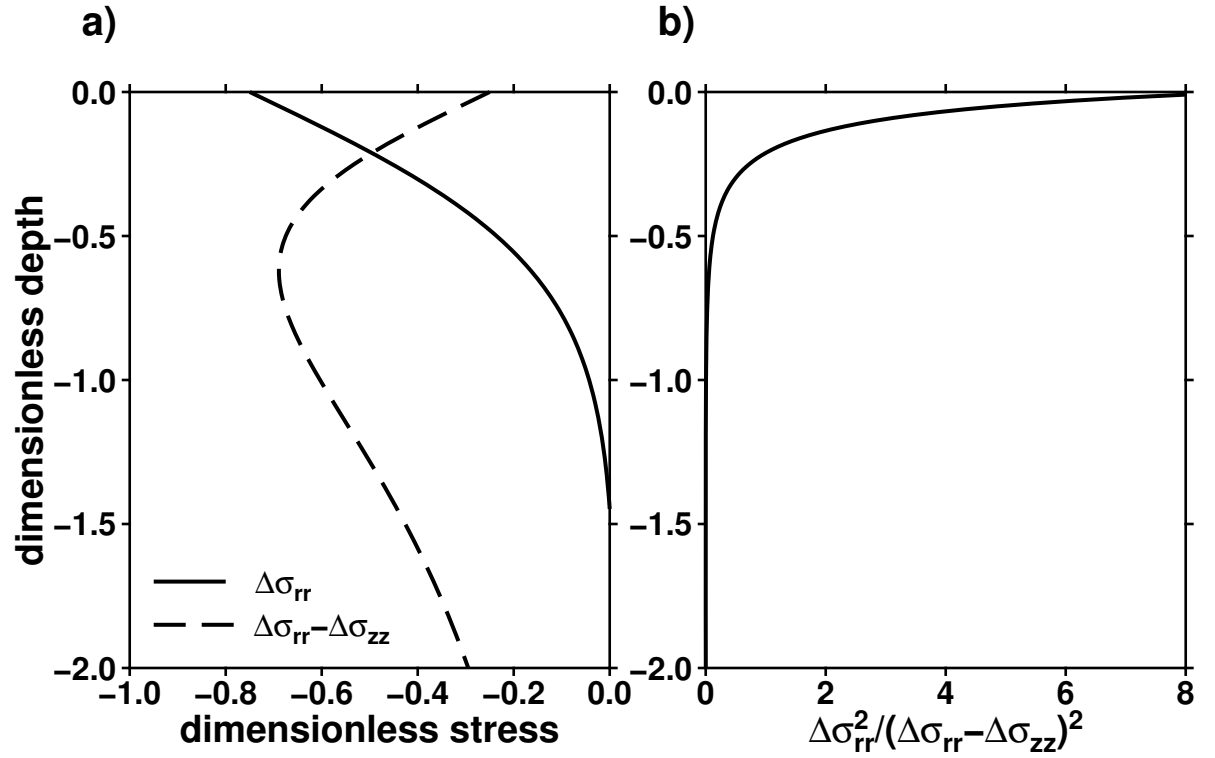 a)
0.0
−0.5
−1.0
−1.5
−2.0
dimensionless depth
−1.0 −0.8 −0.6 −0.4 −0.2 0.0
dimensionless stress
Δσrr
Δσrr−Δσzz
b)
0.0
−0.5
−1.0
−1.5
−2.0
0 2 4 6 8
Δσ²rr/(Δσrr−Δσzz)²